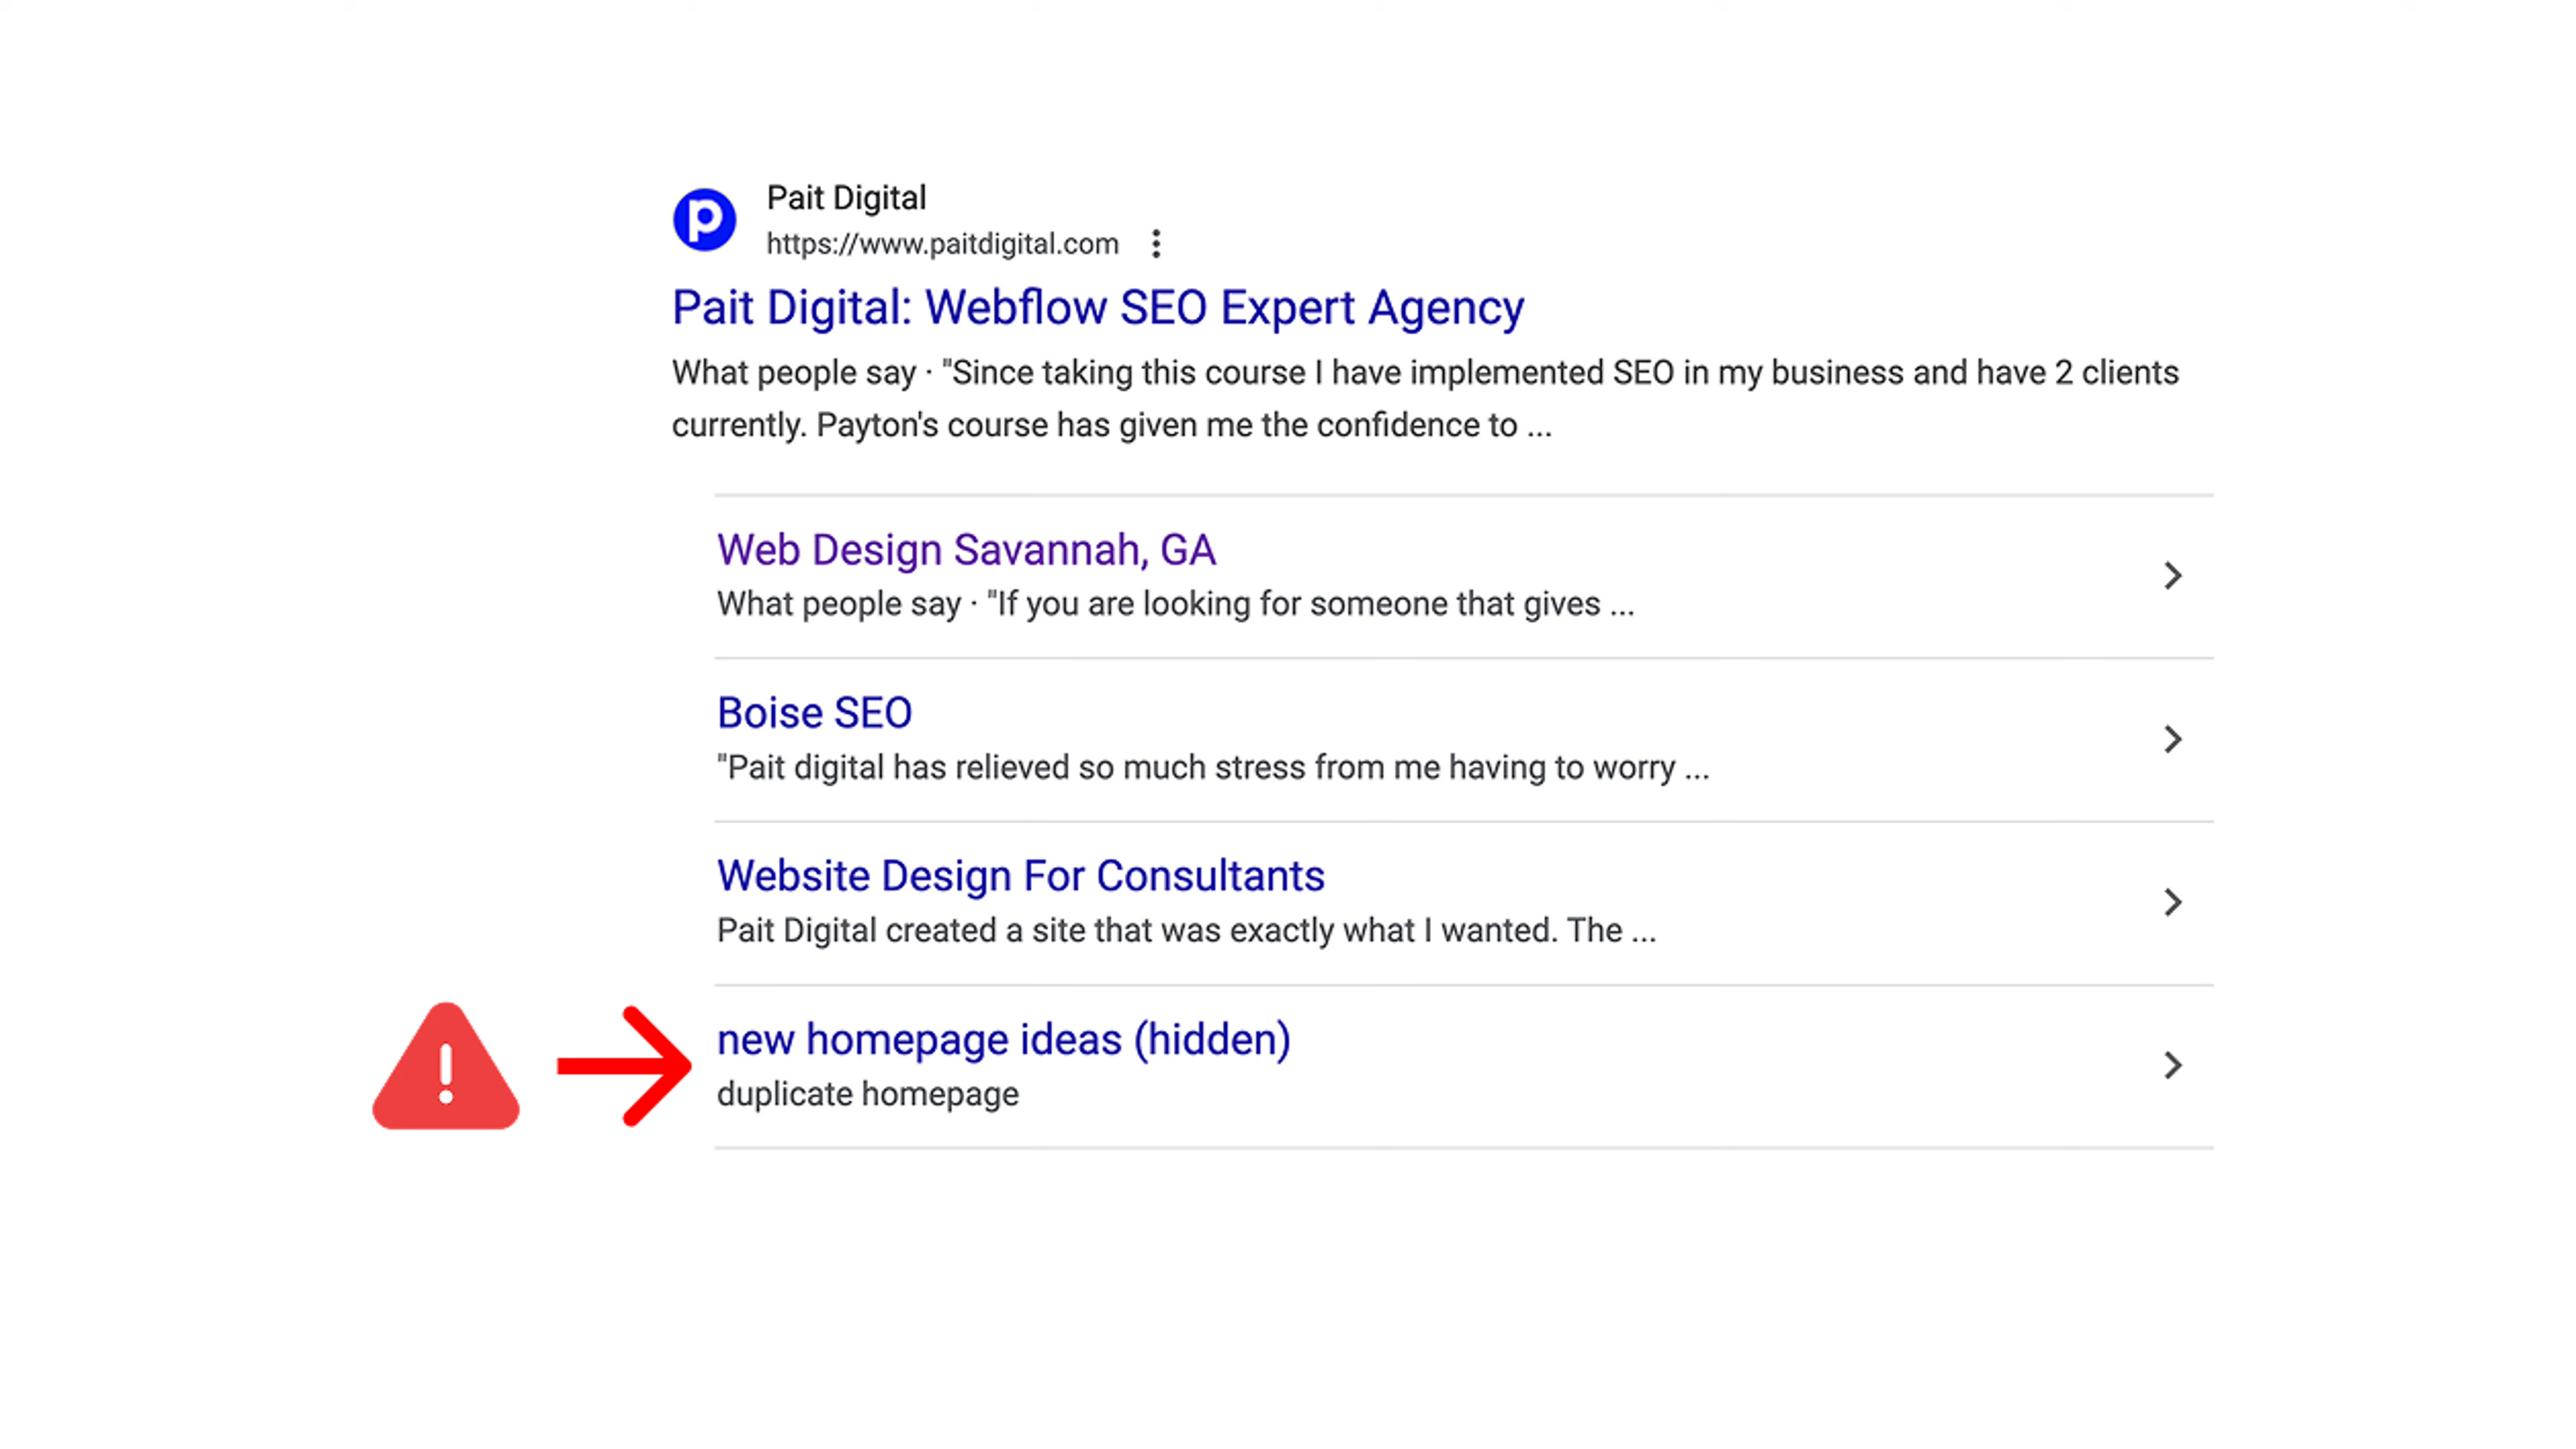 p
Pait Digital
https://www.paitdigital.com
Pait Digital: Webflow SEO Expert Agency
What people say · "Since taking this course I have implemented SEO in my business and have 2 clients
currently. Payton's course has given me the confidence to ...
Web Design Savannah, GA
What people say · "If you are looking for someone that gives ...
Boise SEO
"Pait digital has relieved so much stress from me having to worry ...
Website Design For Consultants
Pait Digital created a site that was exactly what I wanted. The ...
new homepage ideas (hidden)
duplicate homepage